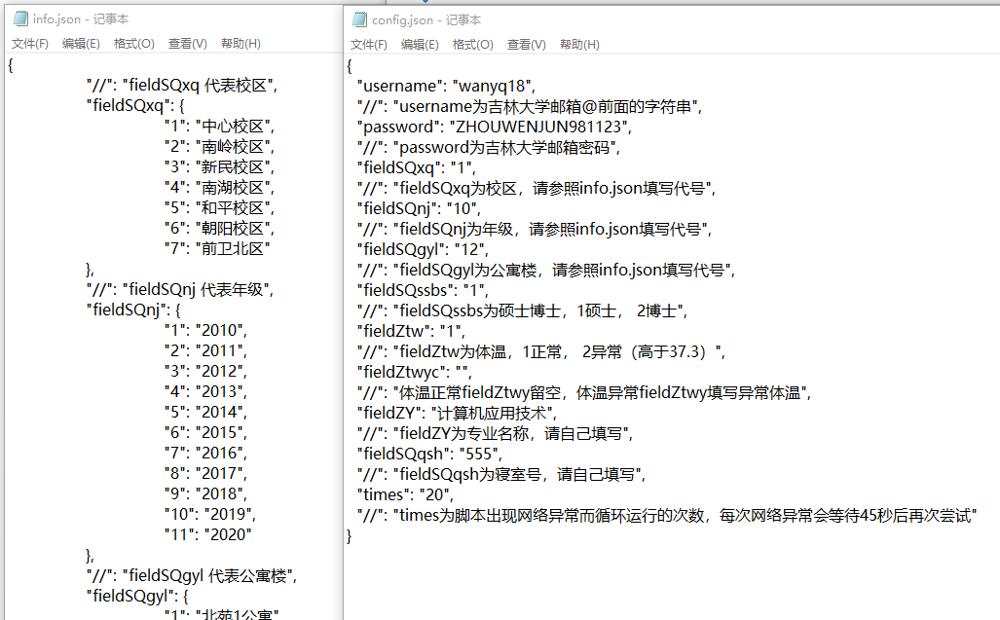 info.json - 记事本
文件(F) 编辑(E) 格式(O) 查看(V) 帮助(H)
{
"//": "fieldSQxq 代表校区",
"fieldSQxq": {
"1": "中心校区",
"2": "南岭校区",
"3": "新民校区",
"4": "南湖校区",
"5": "和平校区",
"6": "朝阳校区",
"7": "前卫北区"
},
"//": "fieldSQnj 代表年级",
"fieldSQnj": {
"1": "2010",
"2": "2011",
"3": "2012",
"4": "2013",
"5": "2014",
"6": "2015",
"7": "2016",
"8": "2017",
"9": "2018",
"10": "2019",
"11": "2020"
},
"//": "fieldSQgyl 代表公寓楼",
"fieldSQgyl": {
"1": "北苑1公寓"
config.json - 记事本
文件(F) 编辑(E) 格式(O) 查看(V) 帮助(H)
{
"username": "wanyq18",
"//": "username为吉林大学邮箱@前面的字符串",
"password": "ZHOUWENJUN981123",
"//": "password为吉林大学邮箱密码",
"fieldSQxq": "1",
"//": "fieldSQxq为校区，请参照info.json填写代号",
"fieldSQnj": "10",
"//": "fieldSQnj为年级，请参照info.json填写代号",
"fieldSQgyl": "12",
"//": "fieldSQgyl为公寓楼，请参照info.json填写代号",
"fieldSQssbs": "1",
"//": "fieldSQssbs为硕士博士，1硕士， 2博士",
"fieldZtw": "1",
"//": "fieldZtw为体温，1正常， 2异常（高于37.3）",
"fieldZtwyc": "",
"//": "体温正常fieldZtwy留空，体温异常fieldZtwy填写异常体温",
"fieldZY": "计算机应用技术",
"//": "fieldZY为专业名称，请自己填写",
"fieldSQqsh": "555",
"//": "fieldSQqsh为寝室号，请自己填写",
"times": "20",
"//": "times为脚本出现网络异常而循环运行的次数，每次网络异常会等待45秒后再次尝试"
}